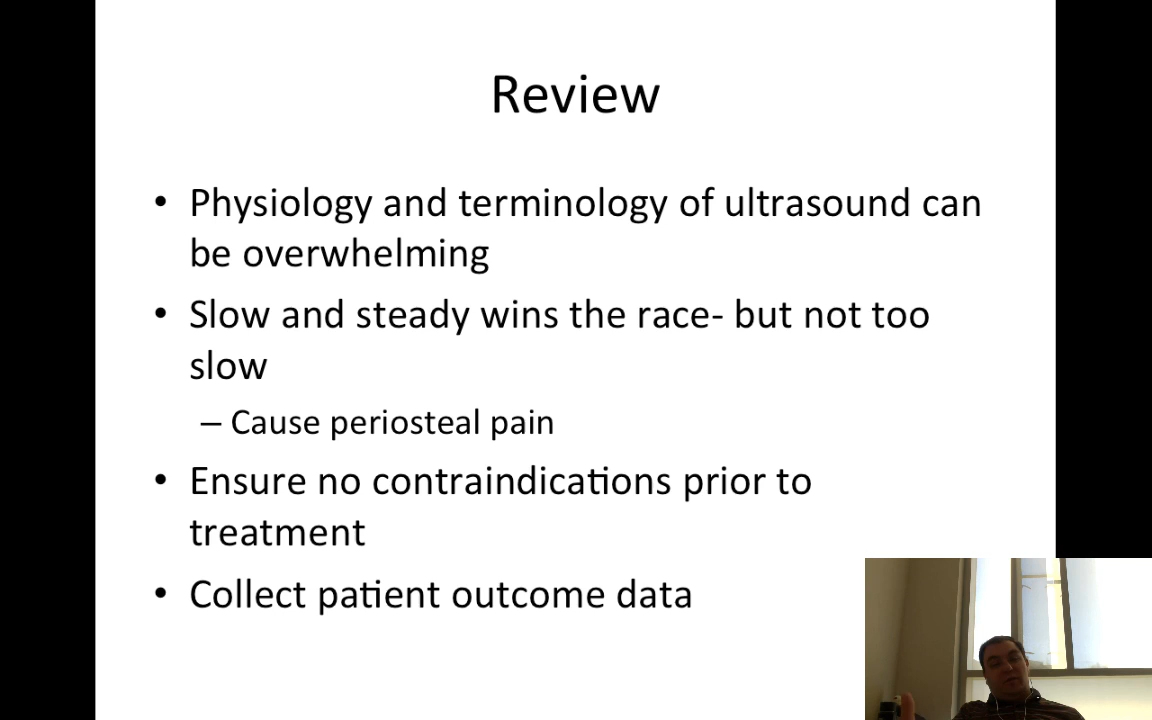 Review
• Physiology and terminology of ultrasound can
be overwhelming
• Slow and steady wins the race- but not too
slow
– Cause periosteal pain
• Ensure no contraindications prior to
treatment
• Collect patient outcome data